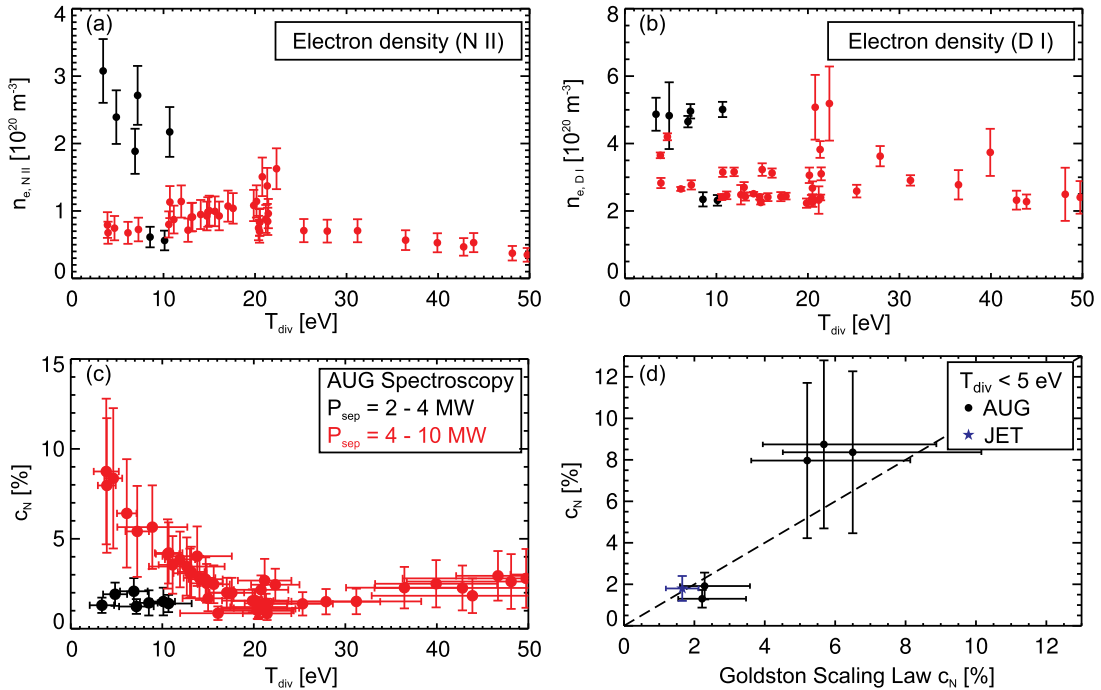 (a)
Electron density (N II)
n_e, N II [10^20 m^-3]
4
3
2
1
0
0 10 20 30 40 50
T_div [eV]
(b)
Electron density (D I)
n_e, D I [10^20 m^-3]
8
6
4
2
0
0 10 20 30 40 50
T_div [eV]
(c)
AUG Spectroscopy
P_sep = 2 - 4 MW
P_sep = 4 - 10 MW
c_N [%]
15
10
5
0
0 10 20 30 40 50
T_div [eV]
(d)
T_div < 5 eV
AUG
JET
c_N [%]
12
10
8
6
4
2
0
0 2 4 6 8 10 12
Goldston Scaling Law c_N [%]